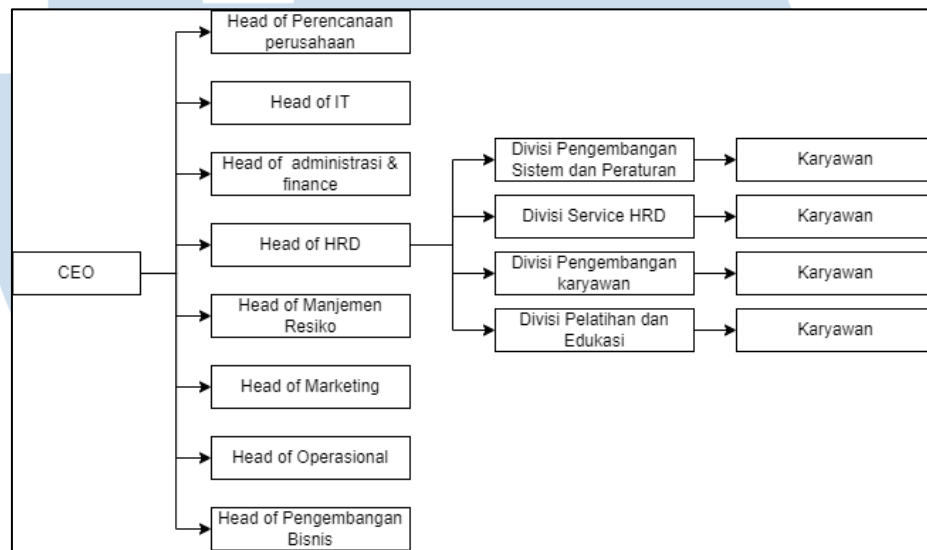 Head of Perencanaan
perusahaan
Head of IT
Head of administrasi &
finance
Head of HRD
CEO
Head of Manjemen
Resiko
Head of Marketing
Head of Operasional
Head of Pengembangan
Bisnis
Divisi Pengembangan
Sistem dan Peraturan
Divisi Service HRD
Divisi Pengembangan
karyawan
Divisi Pelatihan dan
Edukasi
Karyawan
Karyawan
Karyawan
Karyawan